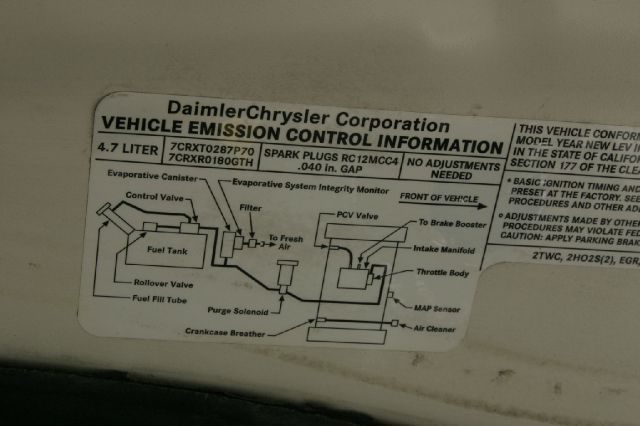 DaimlerChrysler Corporation
VEHICLE EMISSION CONTROL INFORMATION
4.7 LITER
7CRXT0287P70
7CRXR0180GTH
SPARK PLUGS RC12MCC4
.040 in. GAP
NO ADJUSTMENTS
NEEDED
Evaporative Canister
Control Valve
Evaporative System Integrity Monitor
Filter
To Fresh
Air
Fuel Tank
Rollover Valve
Fuel Fill Tube
Purge Solenoid
Crankcase Breather
FRONT OF VEHICLE
PCV Valve
To Brake Booster
Intake Manifold
Throttle Body
MAP Sensor
Air Cleaner
THIS VEHICLE CONFOR
MODEL YEAR NEW LEV I
IN THE STATE OF CALIFO
SECTION 177 OF THE CLEA
• BASIC IGNITION TIMING AND
PRESET AT THE FACTORY. SEE
PROCEDURES AND OTHER AD
• ADJUSTMENTS MADE BY OTHE
PROCEDURES MAY VIOLATE FED
CAUTION: APPLY PARKING BRAK
2TWC, 2HO2S(2), EGR,